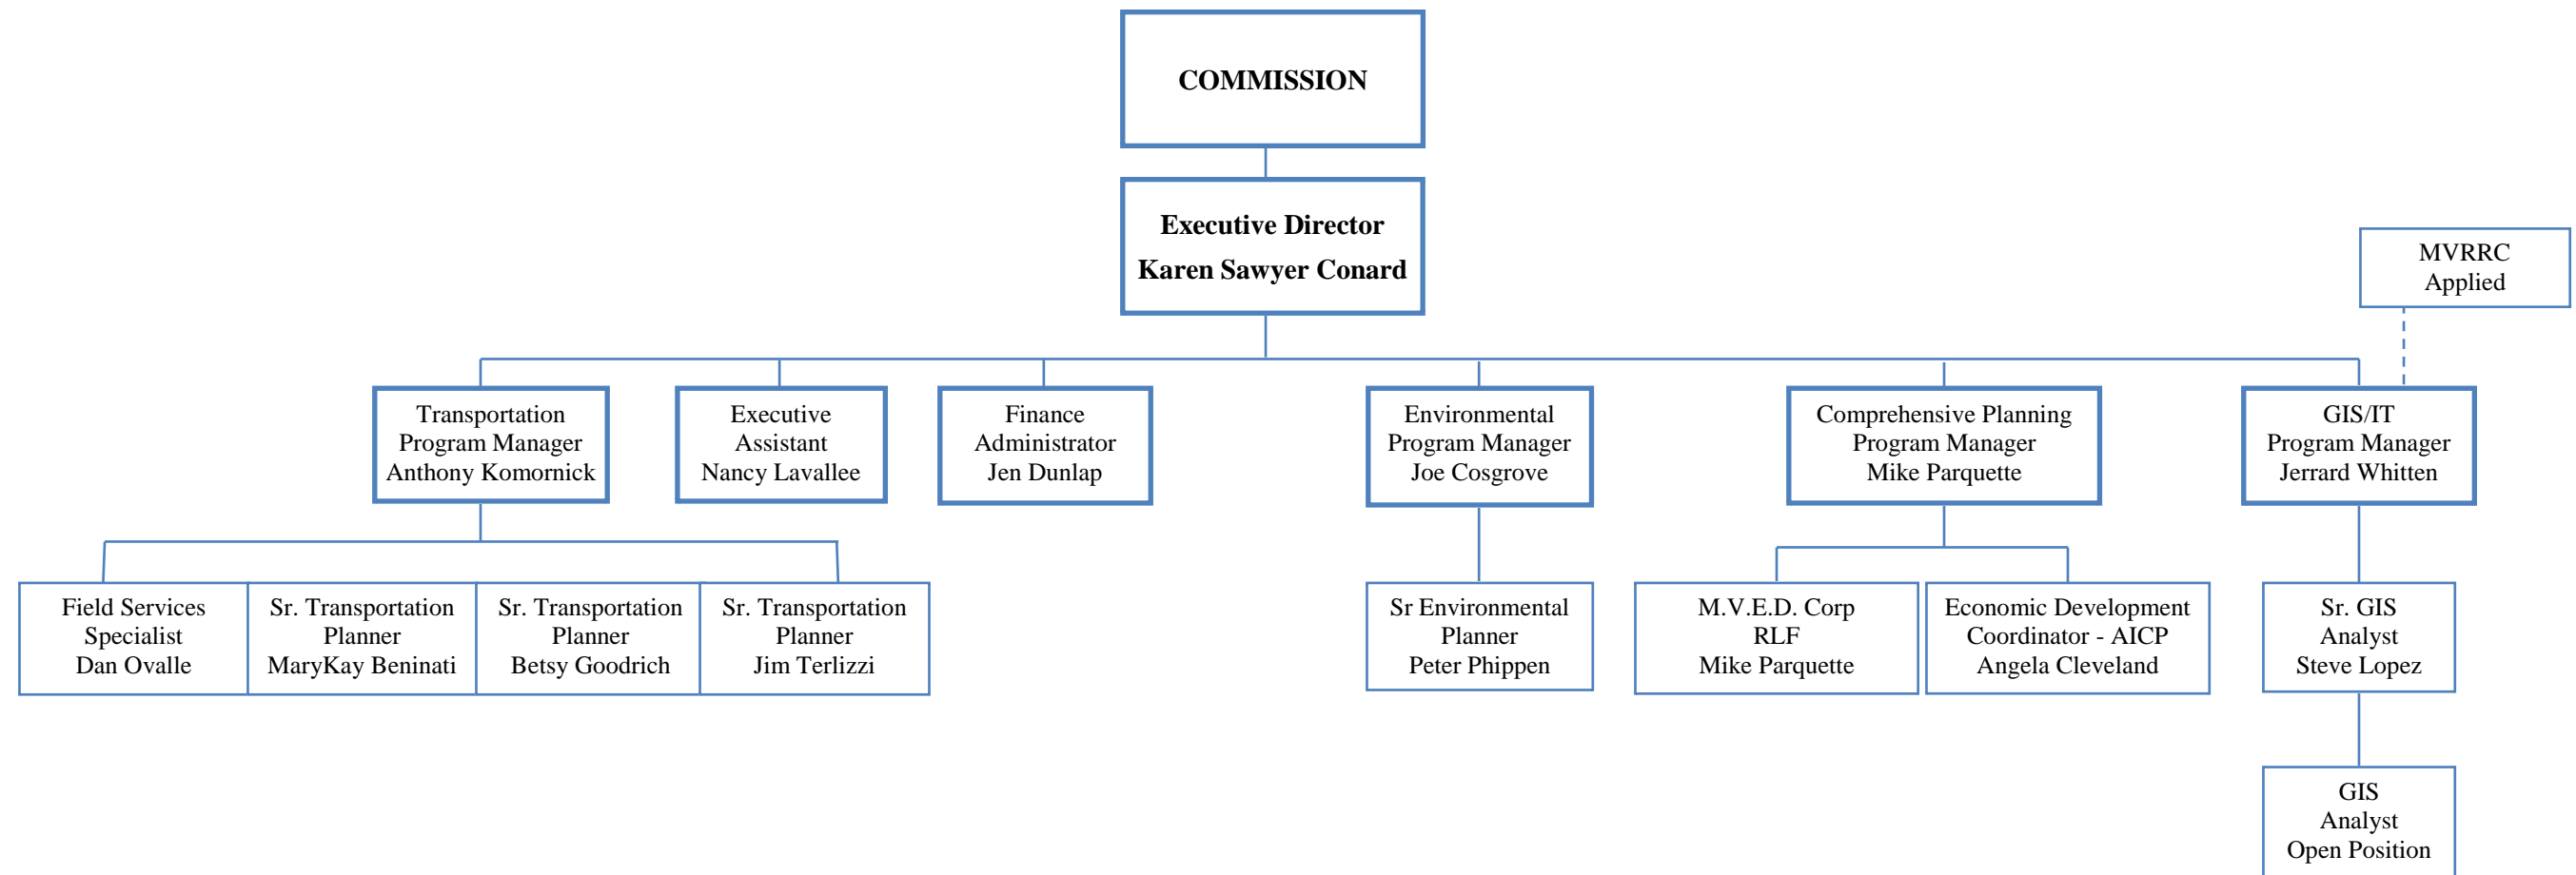 COMMISSION
Executive Director
Karen Sawyer Conard
MVRRC
Applied
Transportation
Program Manager
Anthony Komornick
Executive
Assistant
Nancy Lavallee
Finance
Administrator
Jen Dunlap
Environmental
Program Manager
Joe Cosgrove
Comprehensive Planning
Program Manager
Mike Parquette
GIS/IT
Program Manager
Jerrard Whitten
Field Services
Specialist
Dan Ovalle
Sr. Transportation
Planner
MaryKay Beninati
Sr. Transportation
Planner
Betsy Goodrich
Sr. Transportation
Planner
Jim Terlizzi
Sr Environmental
Planner
Peter Phippen
M.V.E.D. Corp
RLF
Mike Parquette
Economic Development
Coordinator - AICP
Angela Cleveland
Sr. GIS
Analyst
Steve Lopez
GIS
Analyst
Open Position